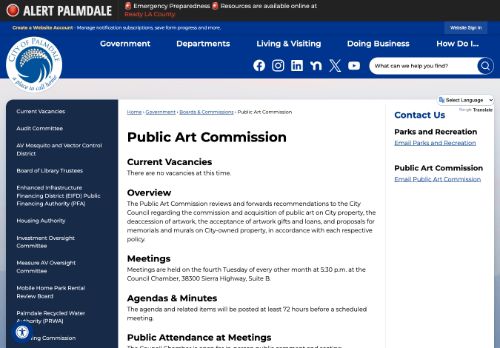 ALERT PALMDALE
🚨 Emergency Preparedness 🚨 Resources are available online at
Ready LA County.
Create a Website Account - Manage notification subscriptions, save form progress and more.
Website Sign In
CITY OF PALMDALE
a place to call home
Government
Departments
Living & Visiting
Doing Business
How Do I...
What can we help you find?
Select Language
Google Translate
Current Vacancies
Audit Committee
AV Mosquito and Vector Control
District
Board of Library Trustees
Enhanced Infrastructure
Financing District (EIFD) Public
Financing Authority (PFA)
Housing Authority
Investment Oversight
Committee
Measure AV Oversight
Committee
Mobile Home Park Rental
Review Board
Palmdale Recycled Water
Authority (PRWA)
Home › Government › Boards & Commissions › Public Art Commission
Public Art Commission
Current Vacancies
There are no vacancies at this time.
Overview
The Public Art Commission reviews and forwards recommendations to the City
Council regarding the commission and acquisition of public art on City property, the
deaccession of artwork, the acceptance of artwork gifts and loans, and proposals for
memorials and murals on City-owned property, in accordance with each respective
policy.
Meetings
Meetings are held on the fourth Tuesday of every other month at 5:30 p.m. at the
Council Chamber, 38300 Sierra Highway, Suite B.
Agendas & Minutes
The agenda and related items will be posted at least 72 hours before a scheduled
meeting.
Public Attendance at Meetings
Contact Us
Parks and Recreation
Email Parks and Recreation
Public Art Commission
Email Public Art Commission